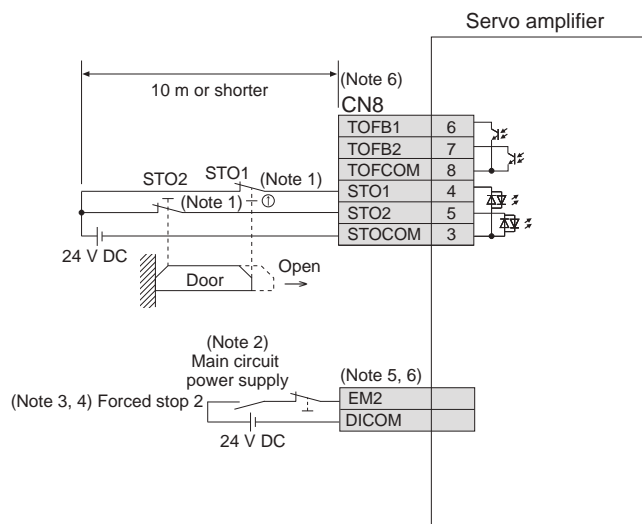 Servo amplifier
10 m or shorter
(Note 6)
CN8
TOFB1 6
TOFB2 7
TOFCOM 8
STO1 4
STO2 5
STOCOM 3
STO2 STO1 (Note 1)
(Note 1)
24 V DC
Door
Open
(Note 2)
Main circuit
power supply
(Note 5, 6)
(Note 3, 4) Forced stop 2
EM2
DICOM
24 V DC